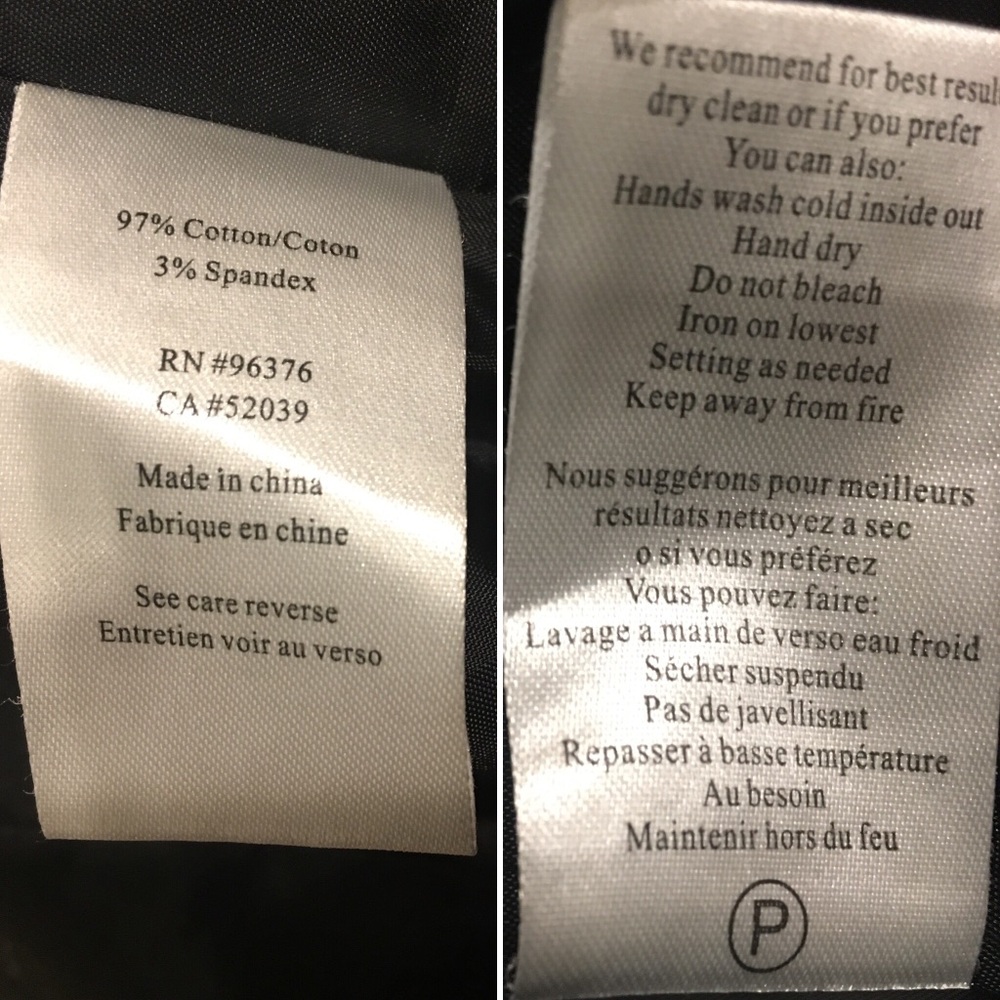 97% Cotton/Coton
3% Spandex
RN #96376
CA #52039
Made in china
Fabrique en chine
See care reverse
Entretien voir au verso
We recommend for best resul
dry clean or if you prefer
You can also:
Hands wash cold inside out
Hand dry
Do not bleach
Iron on lowest
Setting as needed
Keep away from fire
Nous suggérons pour meilleurs
résultats nettoyez a sec
o si vous préférez
Vous pouvez faire:
Lavage a main de verso eau froid
Sécher suspendu
Pas de javellisant
Repasser à basse température
Au besoin
Maintenir hors du feu
P